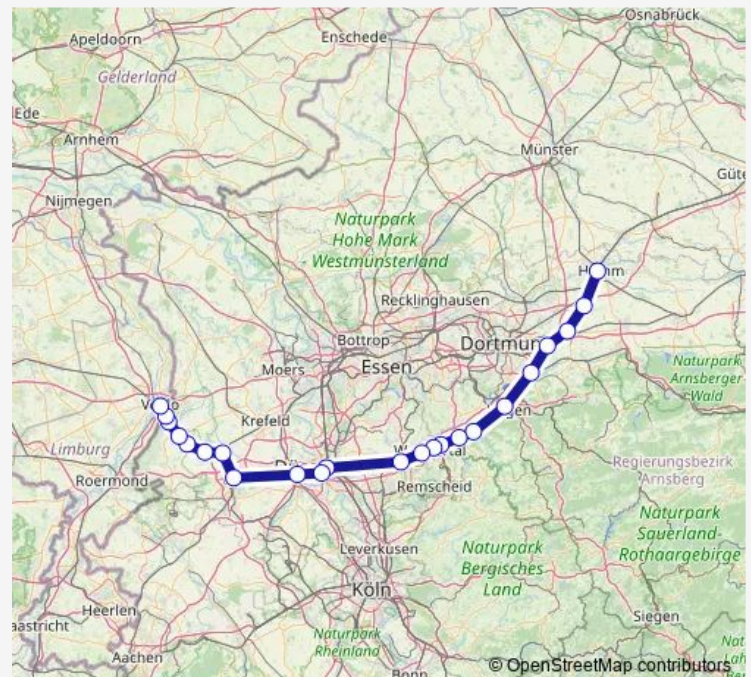 Osnabrück
Apeldoorn
Enschede
Gelderland
Ede
Arnhem
Münster
Güte
Nijmegen
Naturpark
Hohe Mark
- Westmünsterland
Recklinghausen
Bottrop
Dortmun
Moers
Essen
Naturpark
Arnsberger
Wald
Krefeld
Limburg
Roermond
Regierungsbezirk
Arnsberg
Remscheid
Naturpark
Sauerland-
Rothaargebirge
Leverkusen
Naturpark
Bergisches
Land
Köln
Heerlen
Siegen
aastricht
Naturpark
Rheinland
Aachen
Bonn
© OpenStreetMap contributors